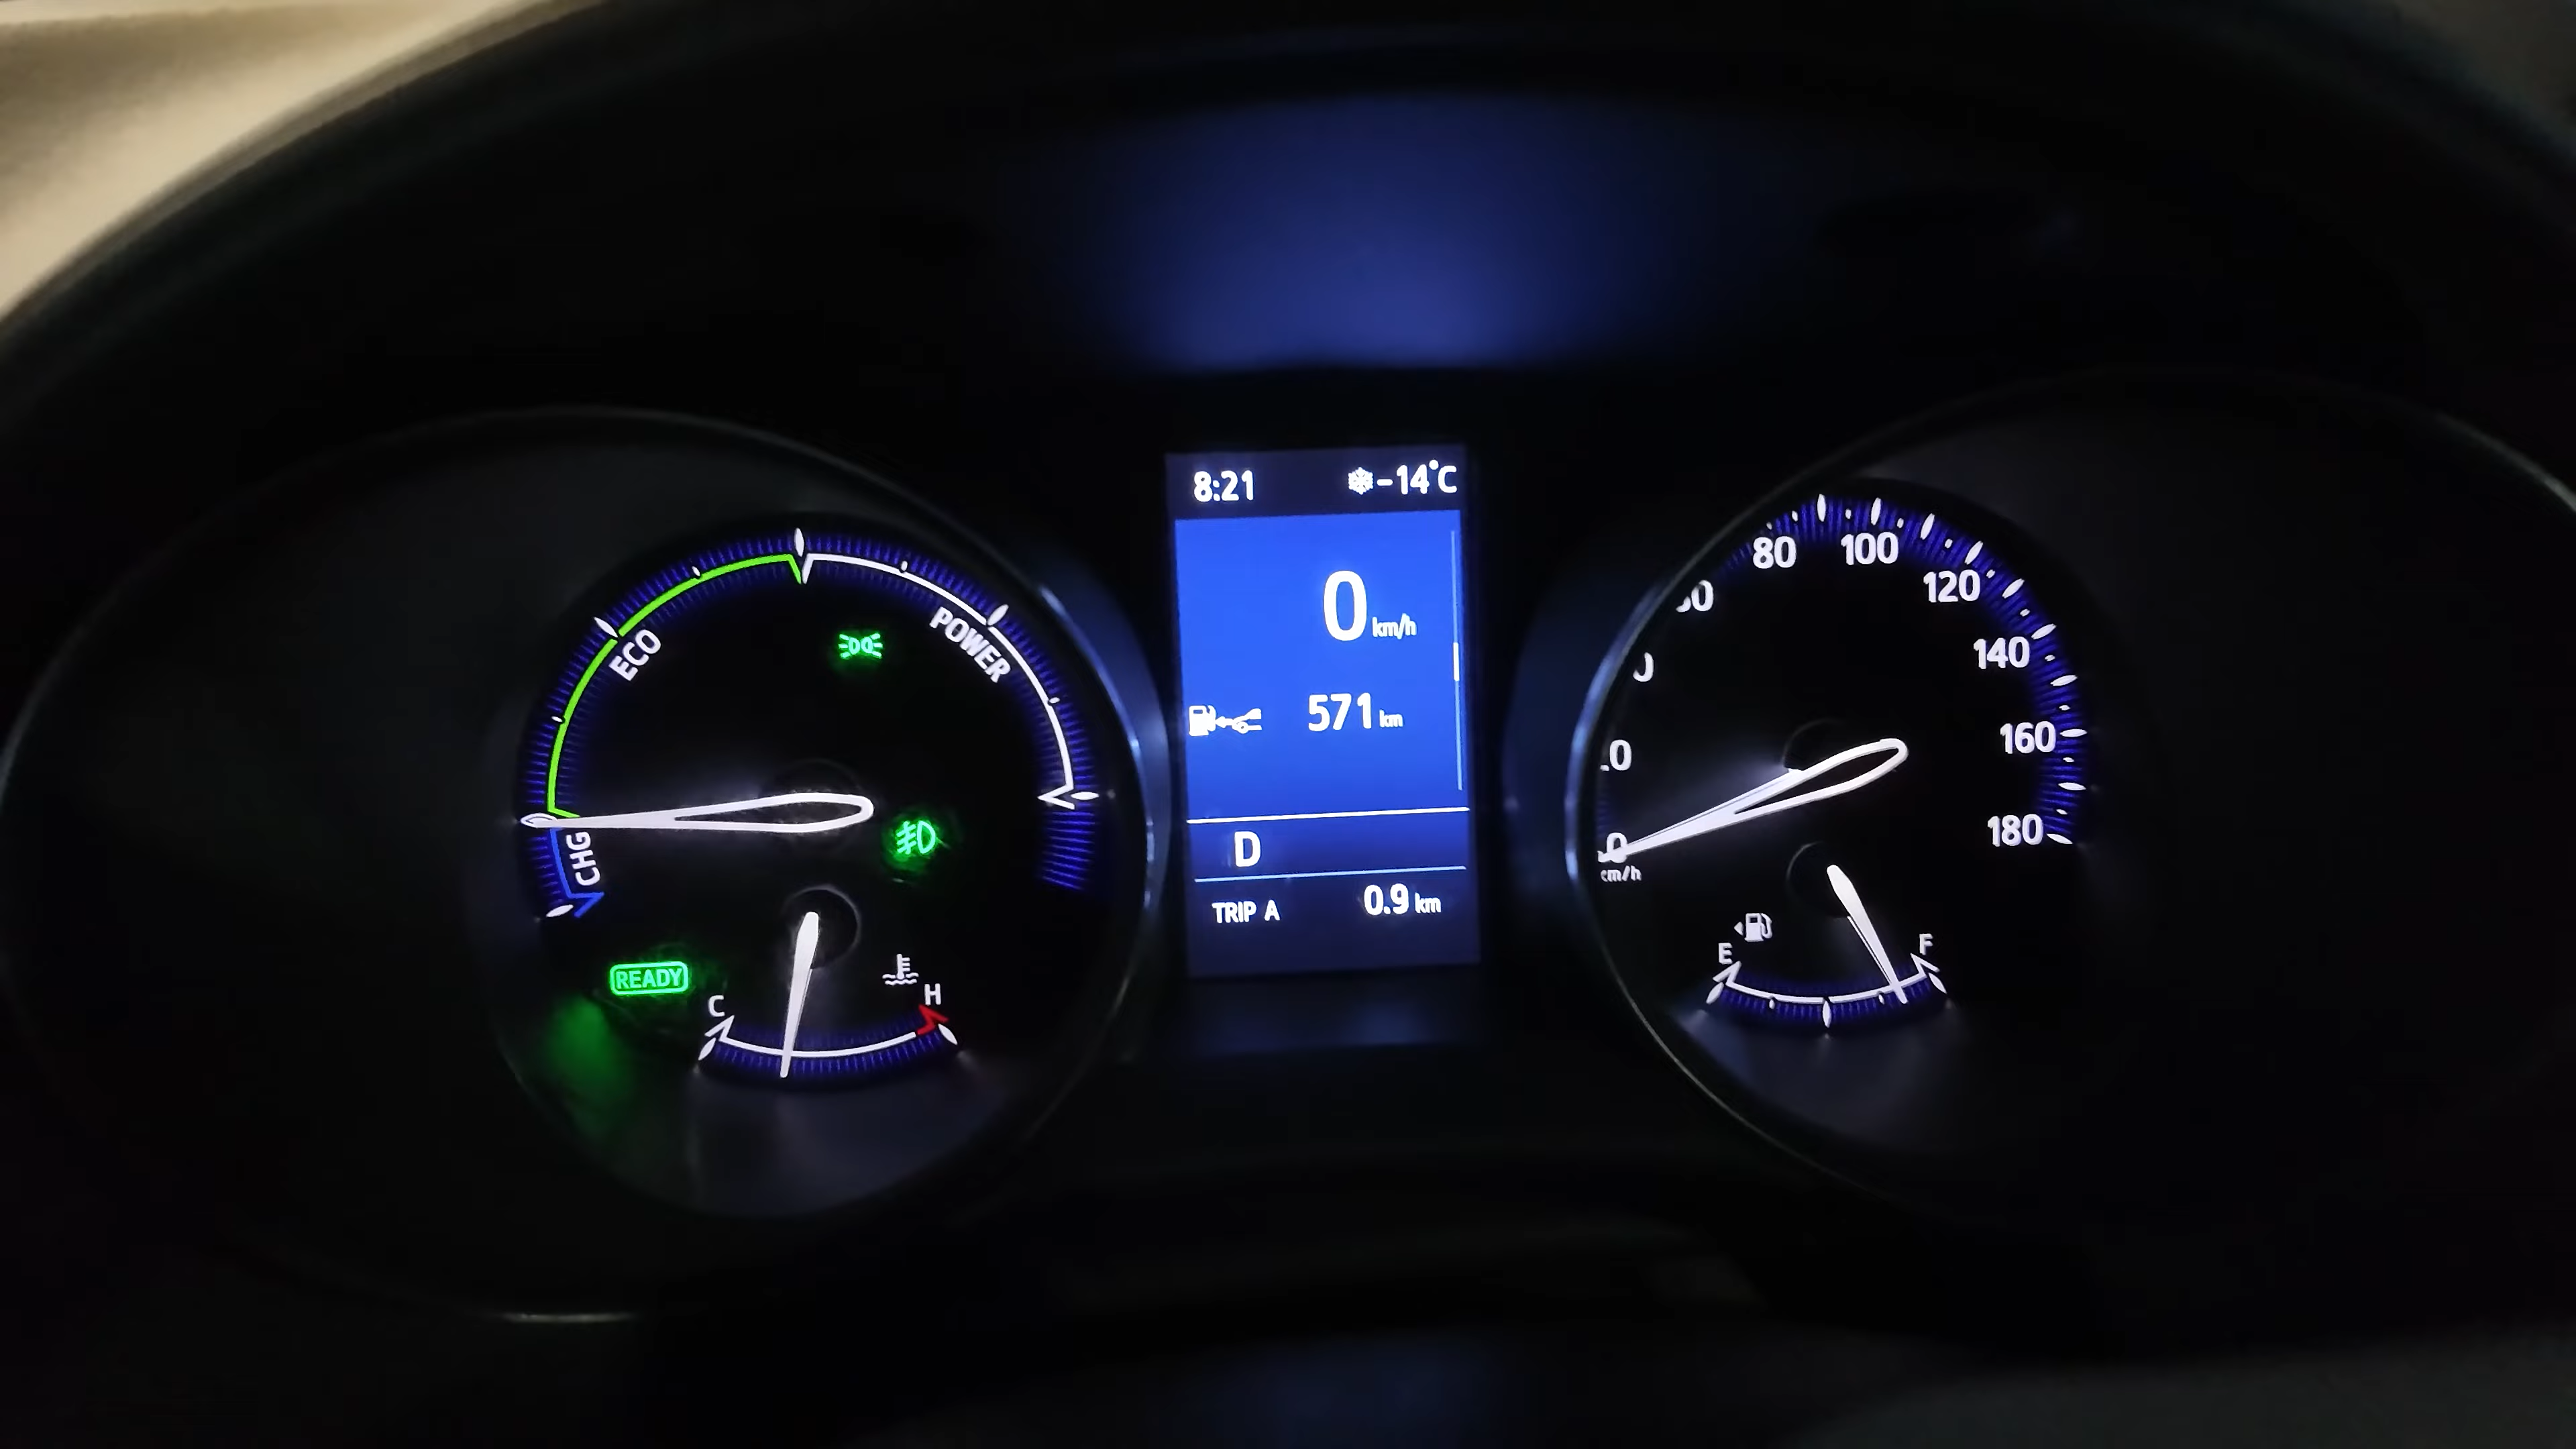 8:21 -14°C
0 km/h
571 km
D
TRIP A 0.9 km
ECO
POWER
CHG
READY
C H
80
100
120
140
160
180
E F